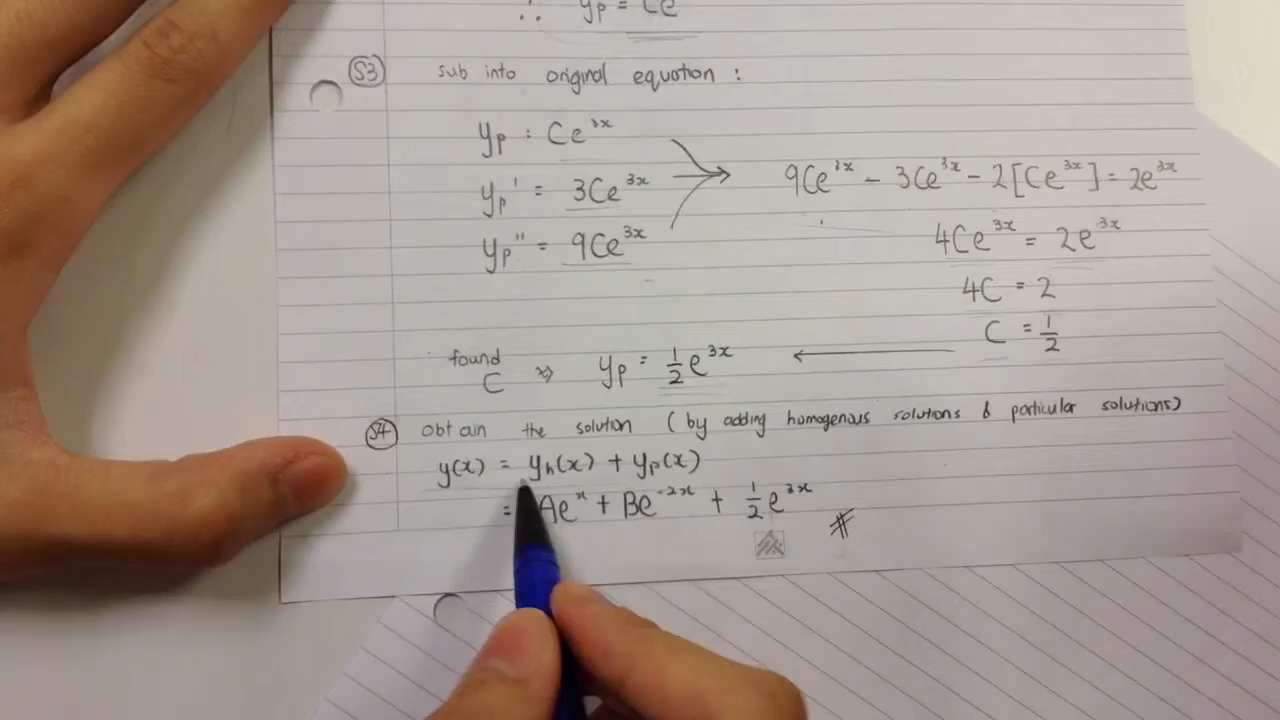 ∴ yp = Ce
S3 sub into original equation :
yp = Ce^3x
yp' = 3Ce^3x
yp'' = 9Ce^3x
9Ce^3x - 3Ce^3x - 2[Ce^3x] = 2e^3x
4Ce^3x = 2e^3x
4C = 2
C = 1/2
found C ⇒ yp = 1/2 e^3x ←
S4 obtain the solution (by adding homogenous solutions & particular solutions)
y(x) = yh(x) + yp(x)
= Ae^x + Be^-2x + 1/2 e^3x #